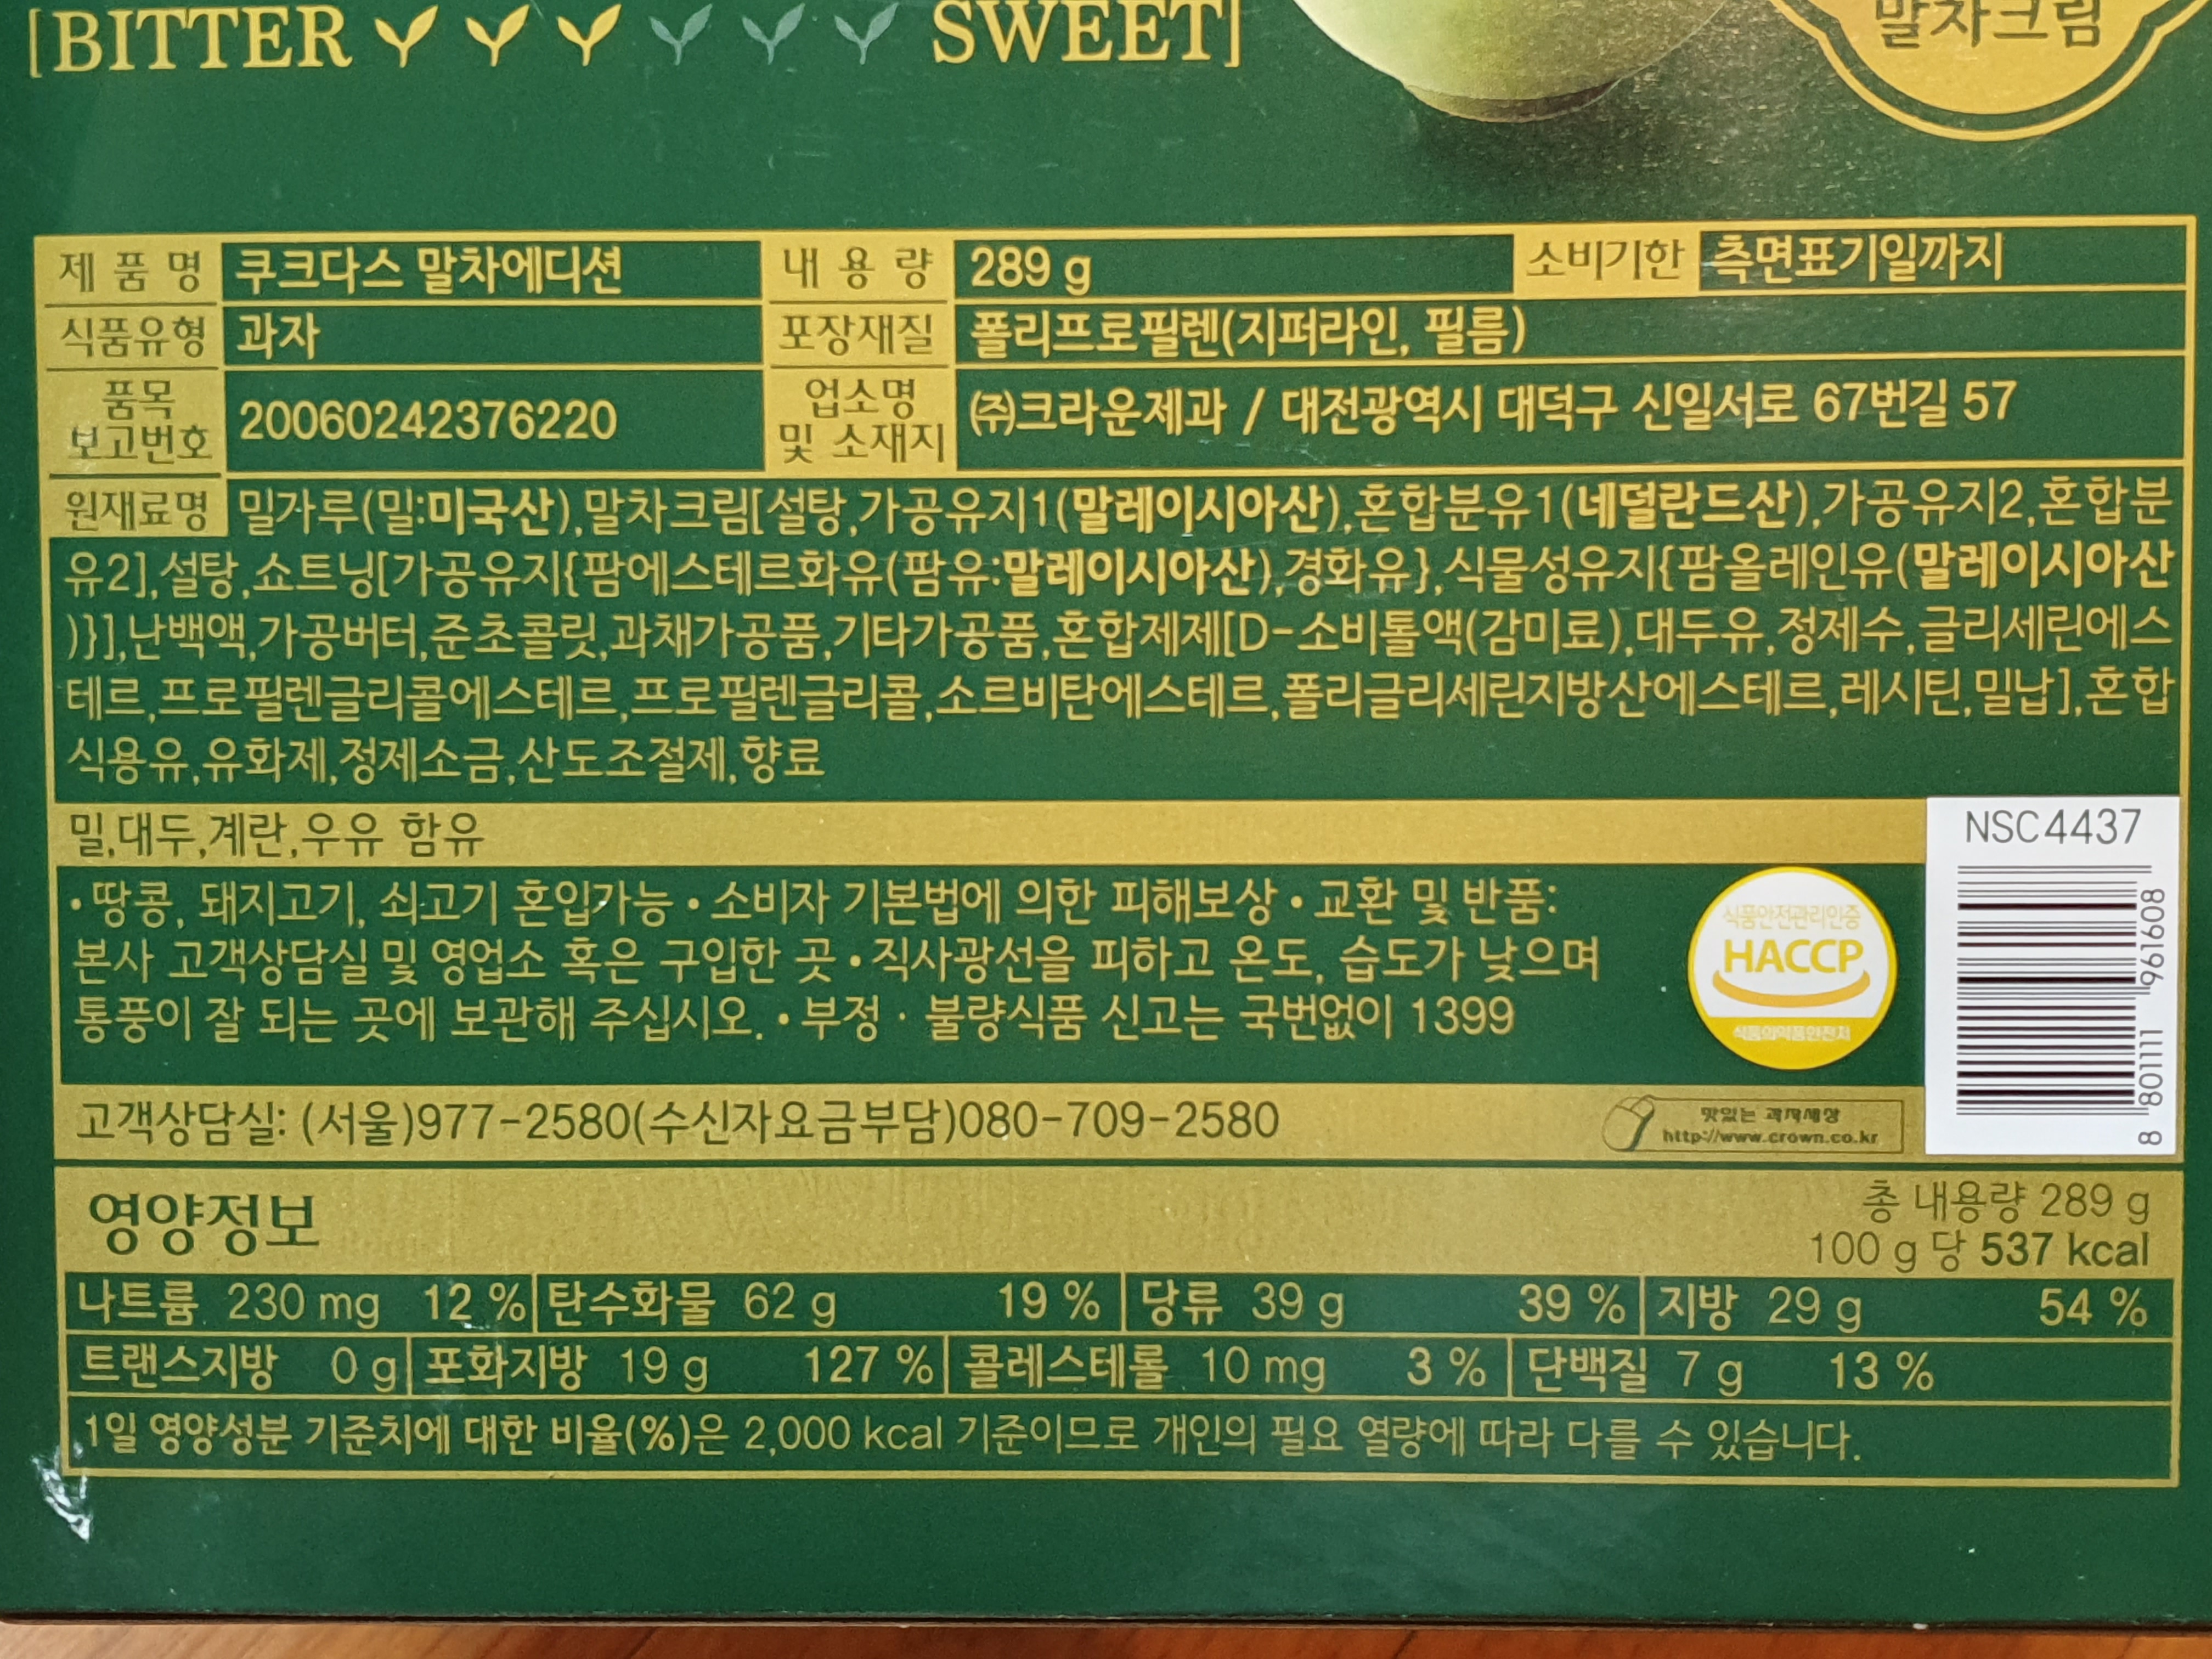 [BITTER SWEET]
말차크림
제 품 명 쿠크다스 말차에디션 내 용 량 289 g 소비기한 측면표기일까지
식품유형 과자 포장재질 폴리프로필렌(지퍼라인, 필름)
품목
보고번호 20060242376220 업소명
및 소재지 ㈜크라운제과 / 대전광역시 대덕구 신일서로 67번길 57
원재료명 밀가루(밀:미국산),말차크림[설탕,가공유지1(말레이시아산),혼합분유1(네덜란드산),가공유지2,혼합분
유2],설탕,쇼트닝[가공유지{팜에스테르화유(팜유:말레이시아산),경화유},식물성유지{팜올레인유(말레이시아산
)}],난백액,가공버터,준초콜릿,과채가공품,기타가공품,혼합제제[D-소비톨액(감미료),대두유,정제수,글리세린에스
테르,프로필렌글리콜에스테르,프로필렌글리콜,소르비탄에스테르,폴리글리세린지방산에스테르,레시틴,밀납],혼합
식용유,유화제,정제소금,산도조절제,향료
밀,대두,계란,우유 함유
NSC4437
8 801111 961608
• 땅콩, 돼지고기, 쇠고기 혼입가능 • 소비자 기본법에 의한 피해보상 • 교환 및 반품:
본사 고객상담실 및 영업소 혹은 구입한 곳 • 직사광선을 피하고 온도, 습도가 낮으며
통풍이 잘 되는 곳에 보관해 주십시오. • 부정 · 불량식품 신고는 국번없이 1399
식품안전관리인증
HACCP
식품의약품안전처
고객상담실: (서울)977-2580(수신자요금부담)080-709-2580
맛있는 과자세상
http://www.crown.co.kr
영양정보
총 내용량 289 g
100 g 당 537 kcal
나트륨 230 mg 12 % 탄수화물 62 g 19 % 당류 39 g 39 % 지방 29 g 54 %
트랜스지방 0 g 포화지방 19 g 127 % 콜레스테롤 10 mg 3 % 단백질 7 g 13 %
1일 영양성분 기준치에 대한 비율(%)은 2,000 kcal 기준이므로 개인의 필요 열량에 따라 다를 수 있습니다.